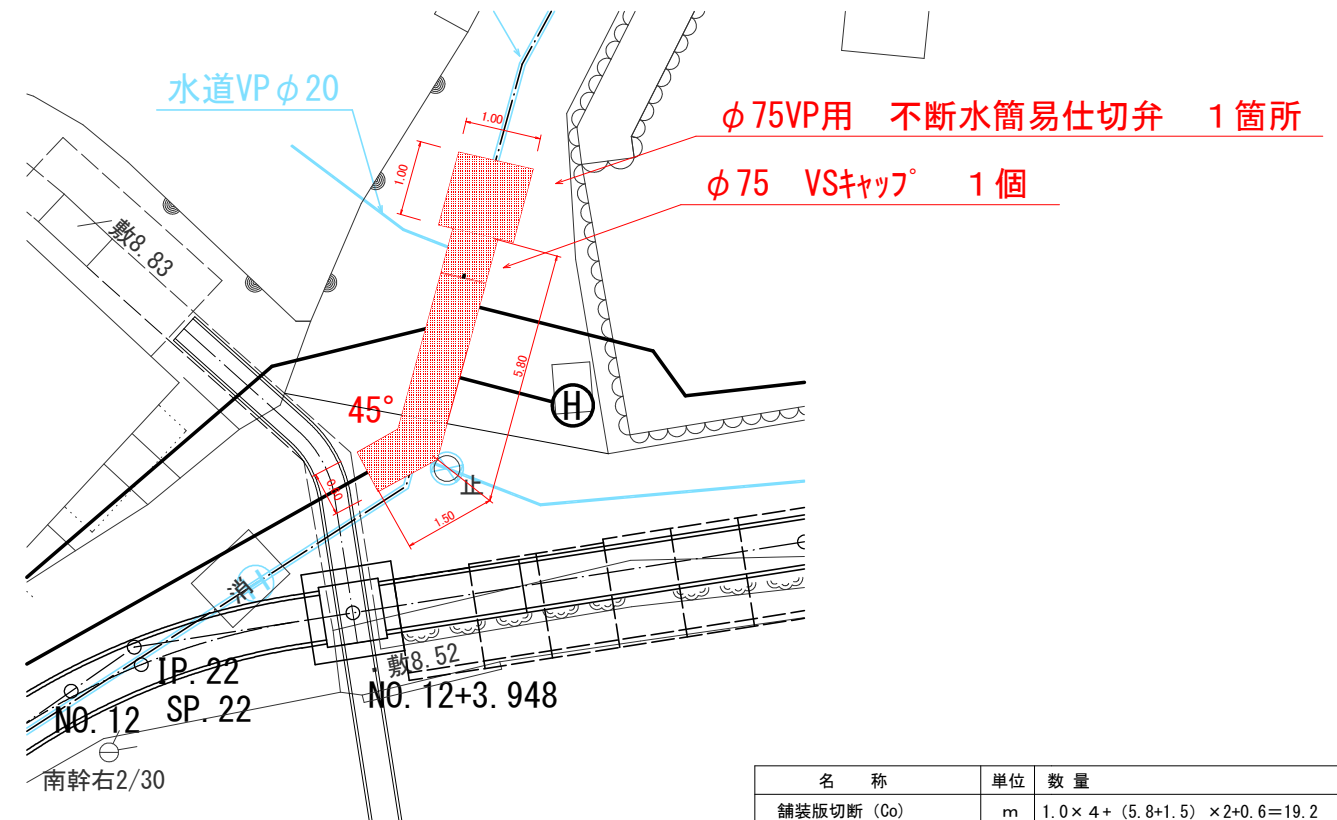 水道VPφ20
φ75VP用　不断水簡易仕切弁　１箇所
φ75　VSｷｬｯﾌﾟ　１個
1.00
1.00
敷8.83
5.80
45°
H
止
0.60
1.50
消
敷8.52
IP.22
NO.12+3.948
NO.12
SP.22
南幹右2/30
名　称　単位　数 量
舗装版切断（Co）　m　1.0×4+（5.8+1.5）×2+0.6=19.2